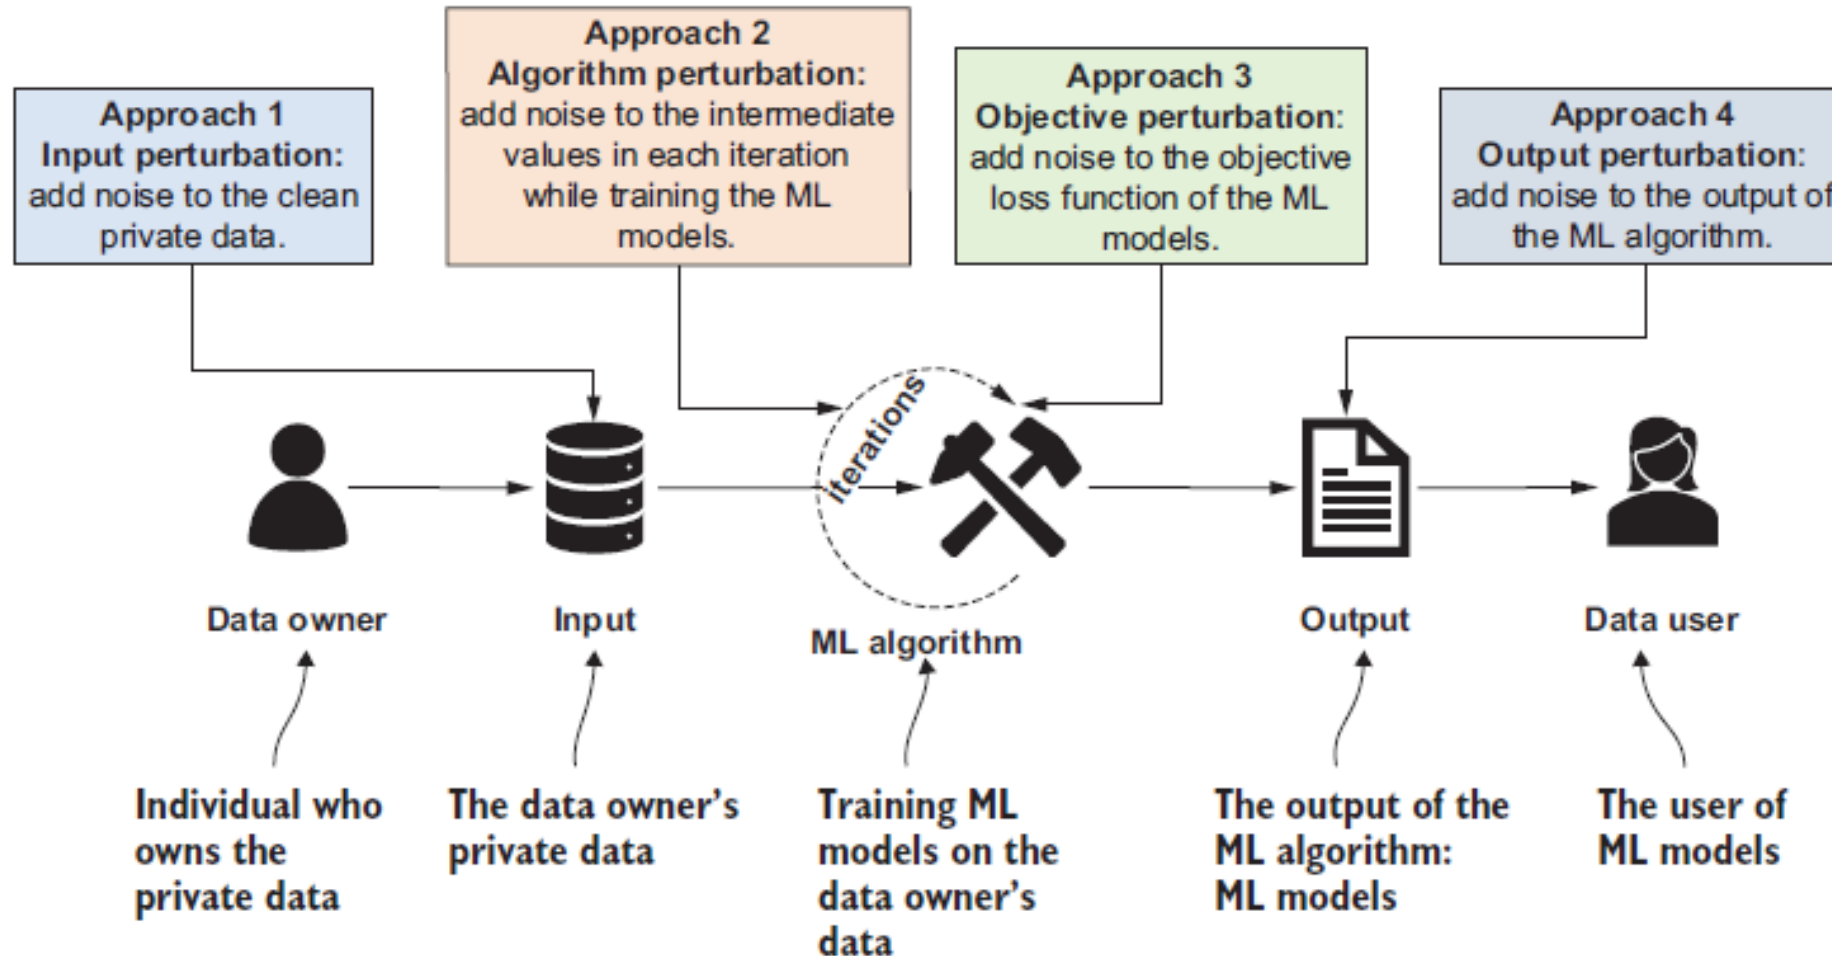 Approach 1
Input perturbation:
add noise to the clean
private data.
Approach 2
Algorithm perturbation:
add noise to the intermediate
values in each iteration
while training the ML
models.
Approach 3
Objective perturbation:
add noise to the objective
loss function of the ML
models.
Approach 4
Output perturbation:
add noise to the output of
the ML algorithm.
iterations
Data owner
Input
ML algorithm
Output
Data user
Individual who
owns the
private data
The data owner's
private data
Training ML
models on the
data owner's
data
The output of the
ML algorithm:
ML models
The user of
ML models